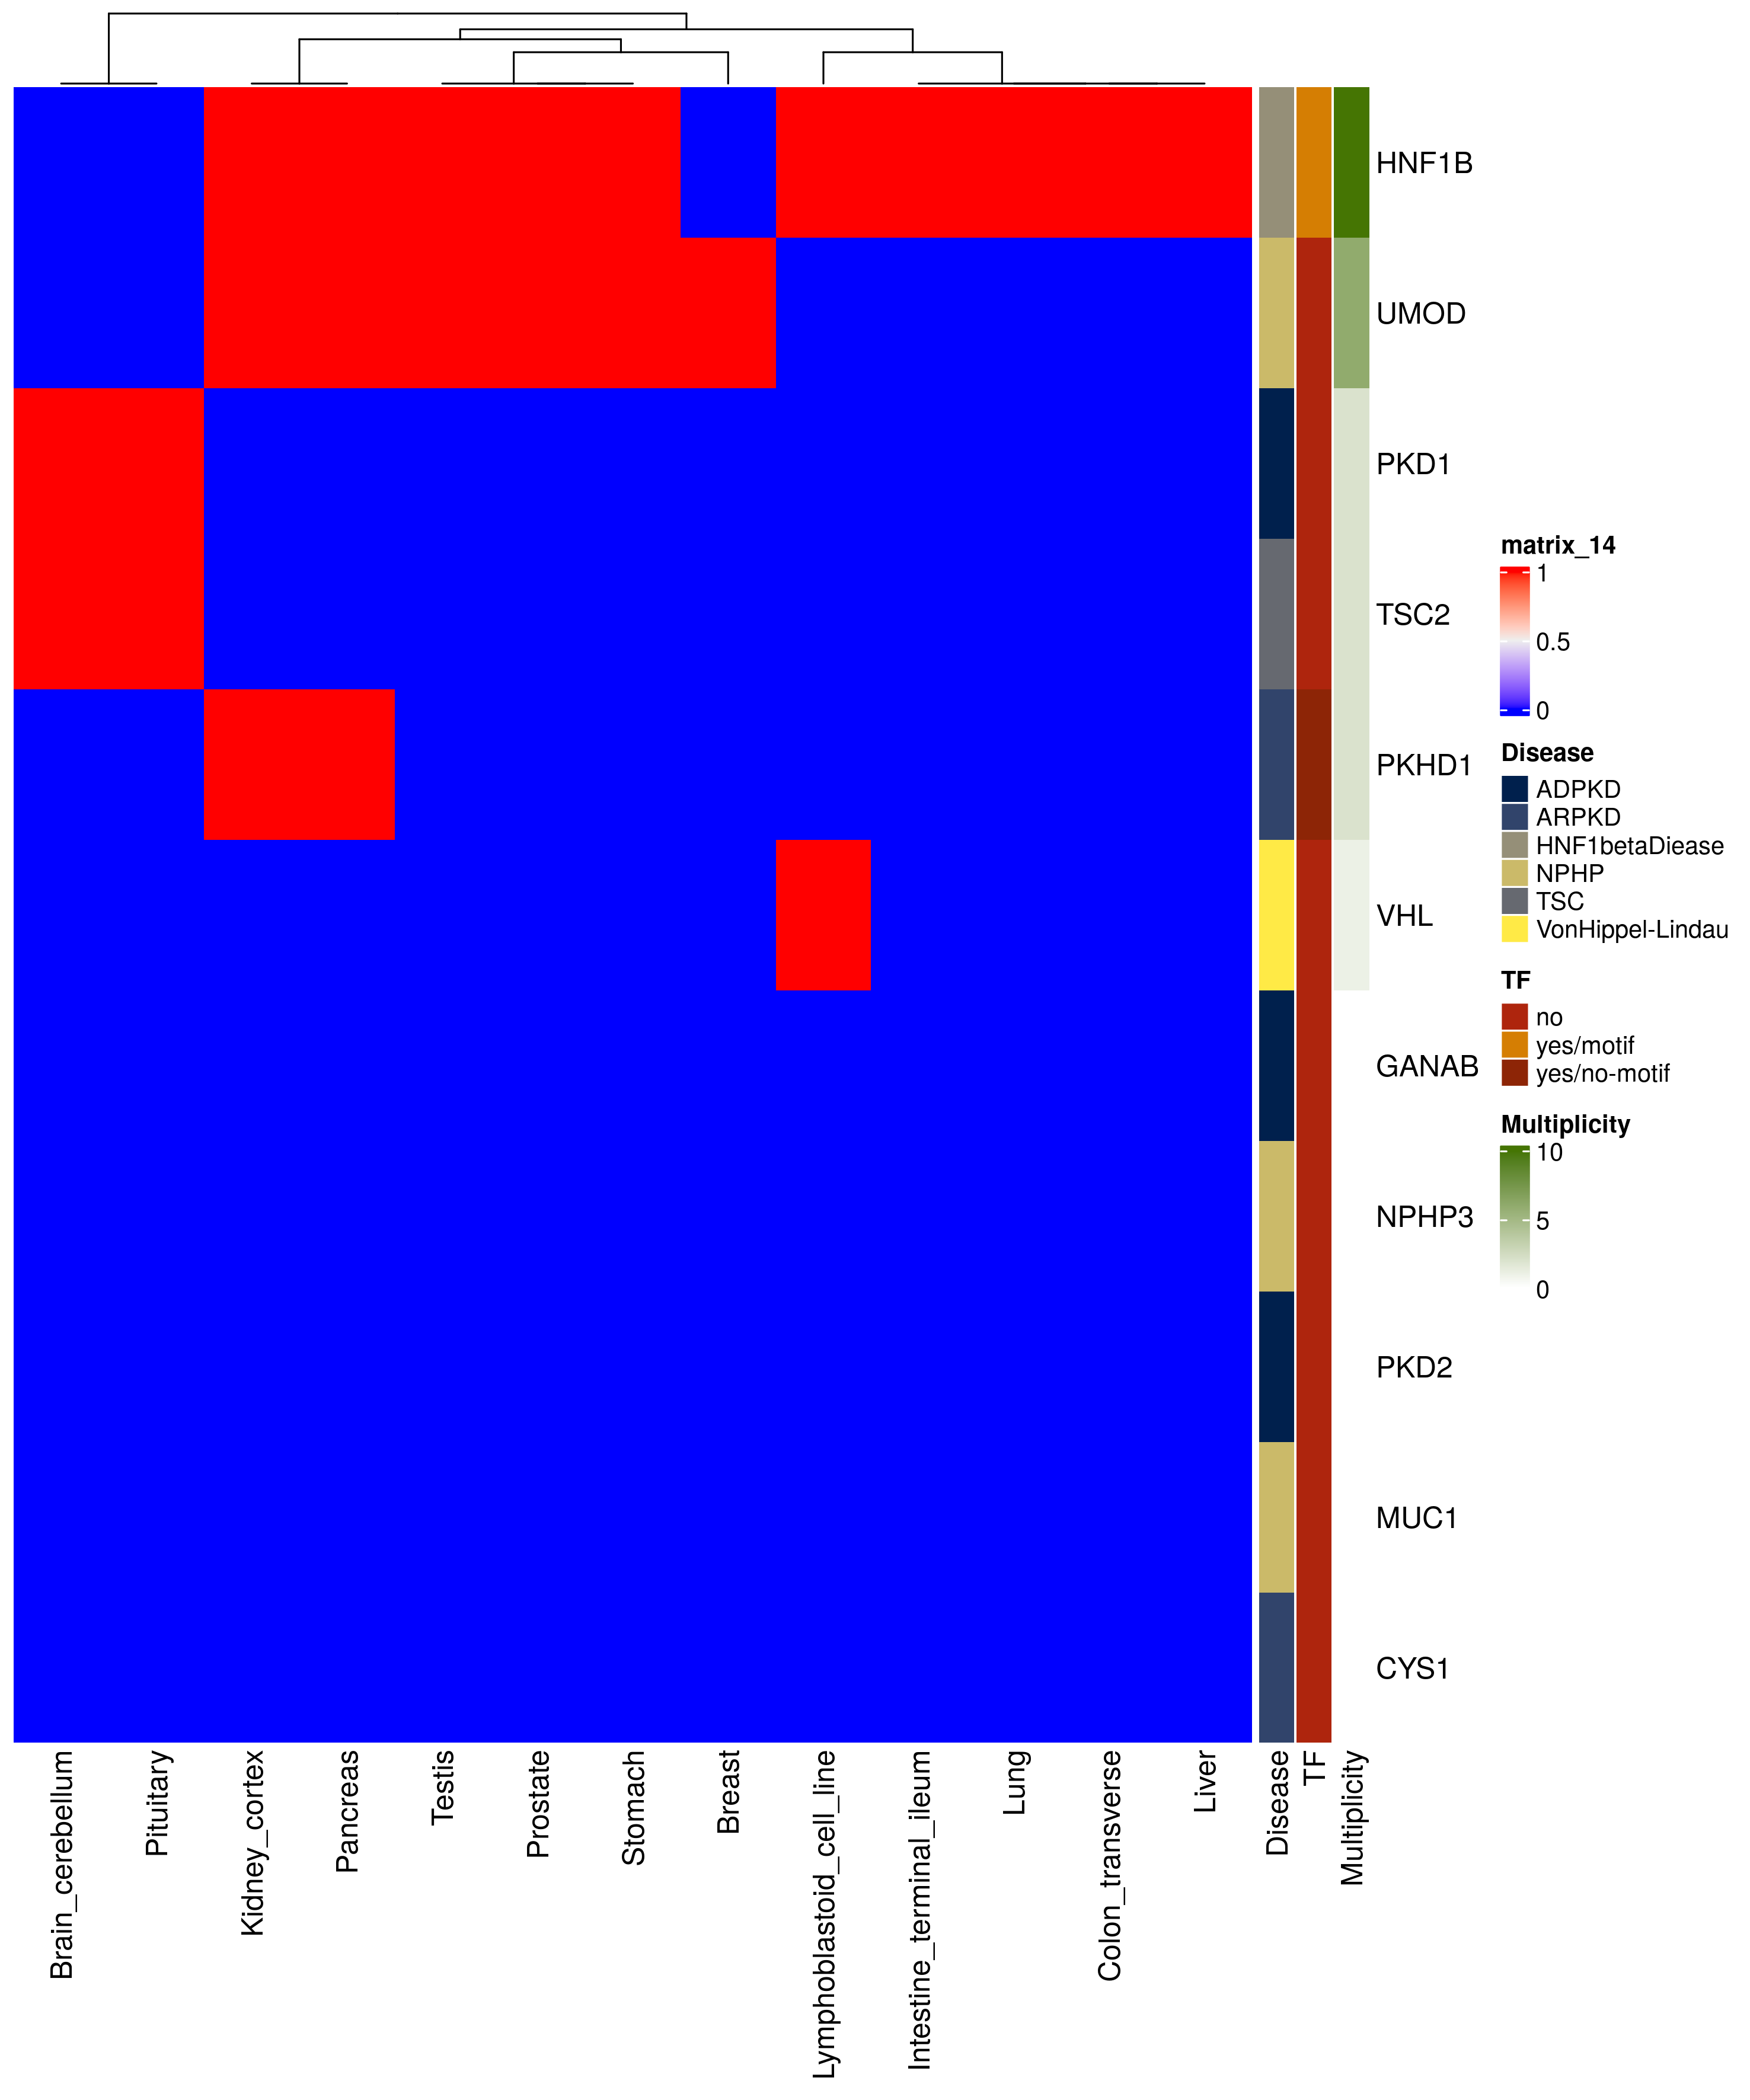 HNF1B
UMOD
PKD1
TSC2
PKHD1
VHL
GANAB
NPHP3
PKD2
MUC1
CYS1
matrix_14
1
0.5
0
Disease
ADPKD
ARPKD
HNF1betaDiease
NPHP
TSC
VonHippel-Lindau
TF
no
yes/motif
yes/no-motif
Multiplicity
10
5
0
Brain_cerebellum
Pituitary
Kidney_cortex
Pancreas
Testis
Prostate
Stomach
Breast
Lymphoblastoid_cell_line
Intestine_terminal_ileum
Lung
Colon_transverse
Liver
Disease
TF
Multiplicity